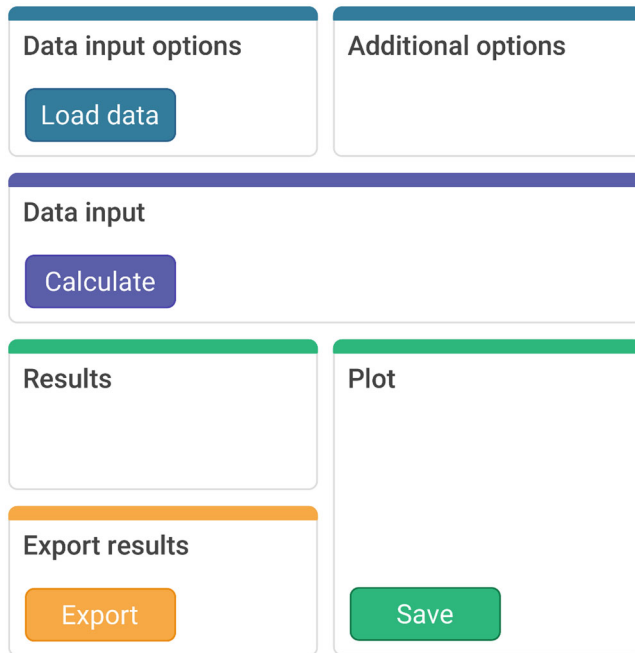 Data input options
Load data
Additional options
Data input
Calculate
Results
Plot
Export results
Export
Save